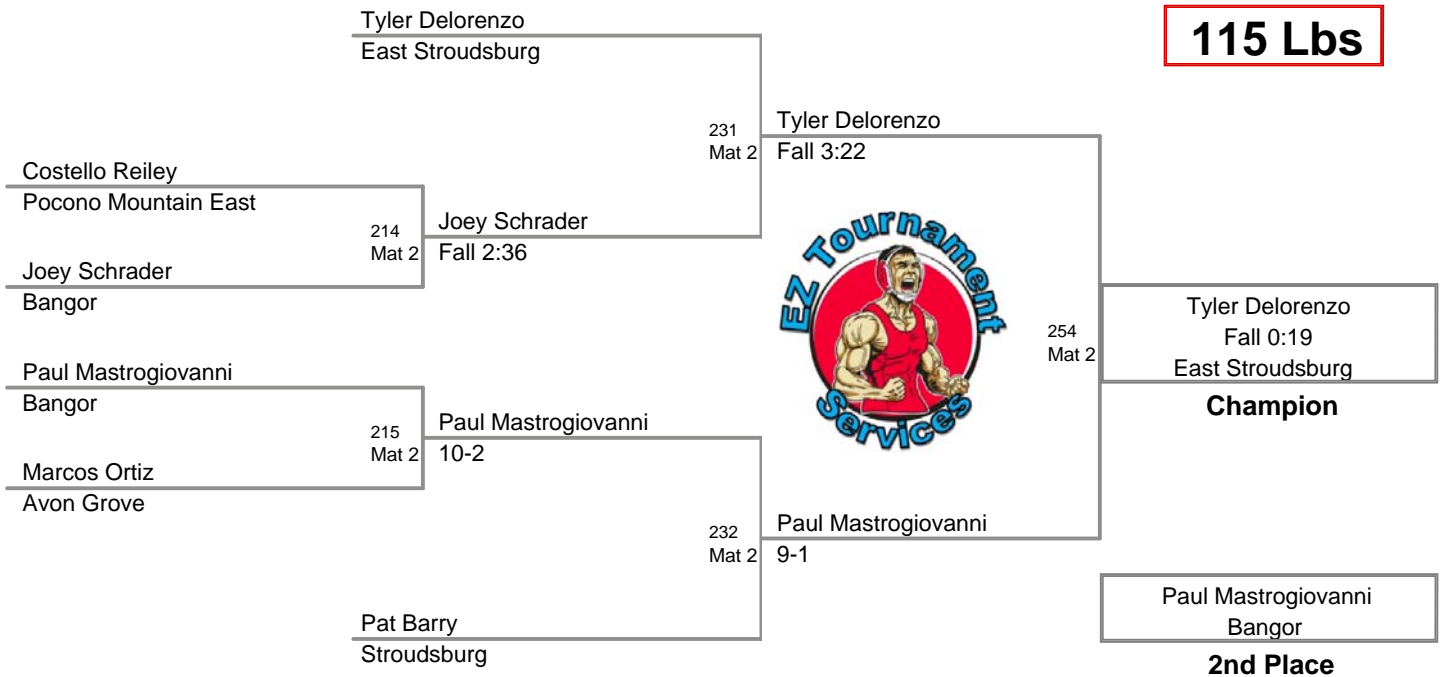 115 Lbs
Tyler Delorenzo
East Stroudsburg
Costello Reiley
Pocono Mountain East
214
Mat 2
Joey Schrader
Bangor
Joey Schrader
Fall 2:36
231
Mat 2
Tyler Delorenzo
Fall 3:22
Paul Mastrogiovanni
Bangor
215
Mat 2
Marcos Ortiz
Avon Grove
Paul Mastrogiovanni
10-2
232
Mat 2
Pat Barry
Stroudsburg
Paul Mastrogiovanni
9-1
EZ Tournament
Services
254
Mat 2
Tyler Delorenzo
Fall 0:19
East Stroudsburg
Champion
Paul Mastrogiovanni
Bangor
2nd Place